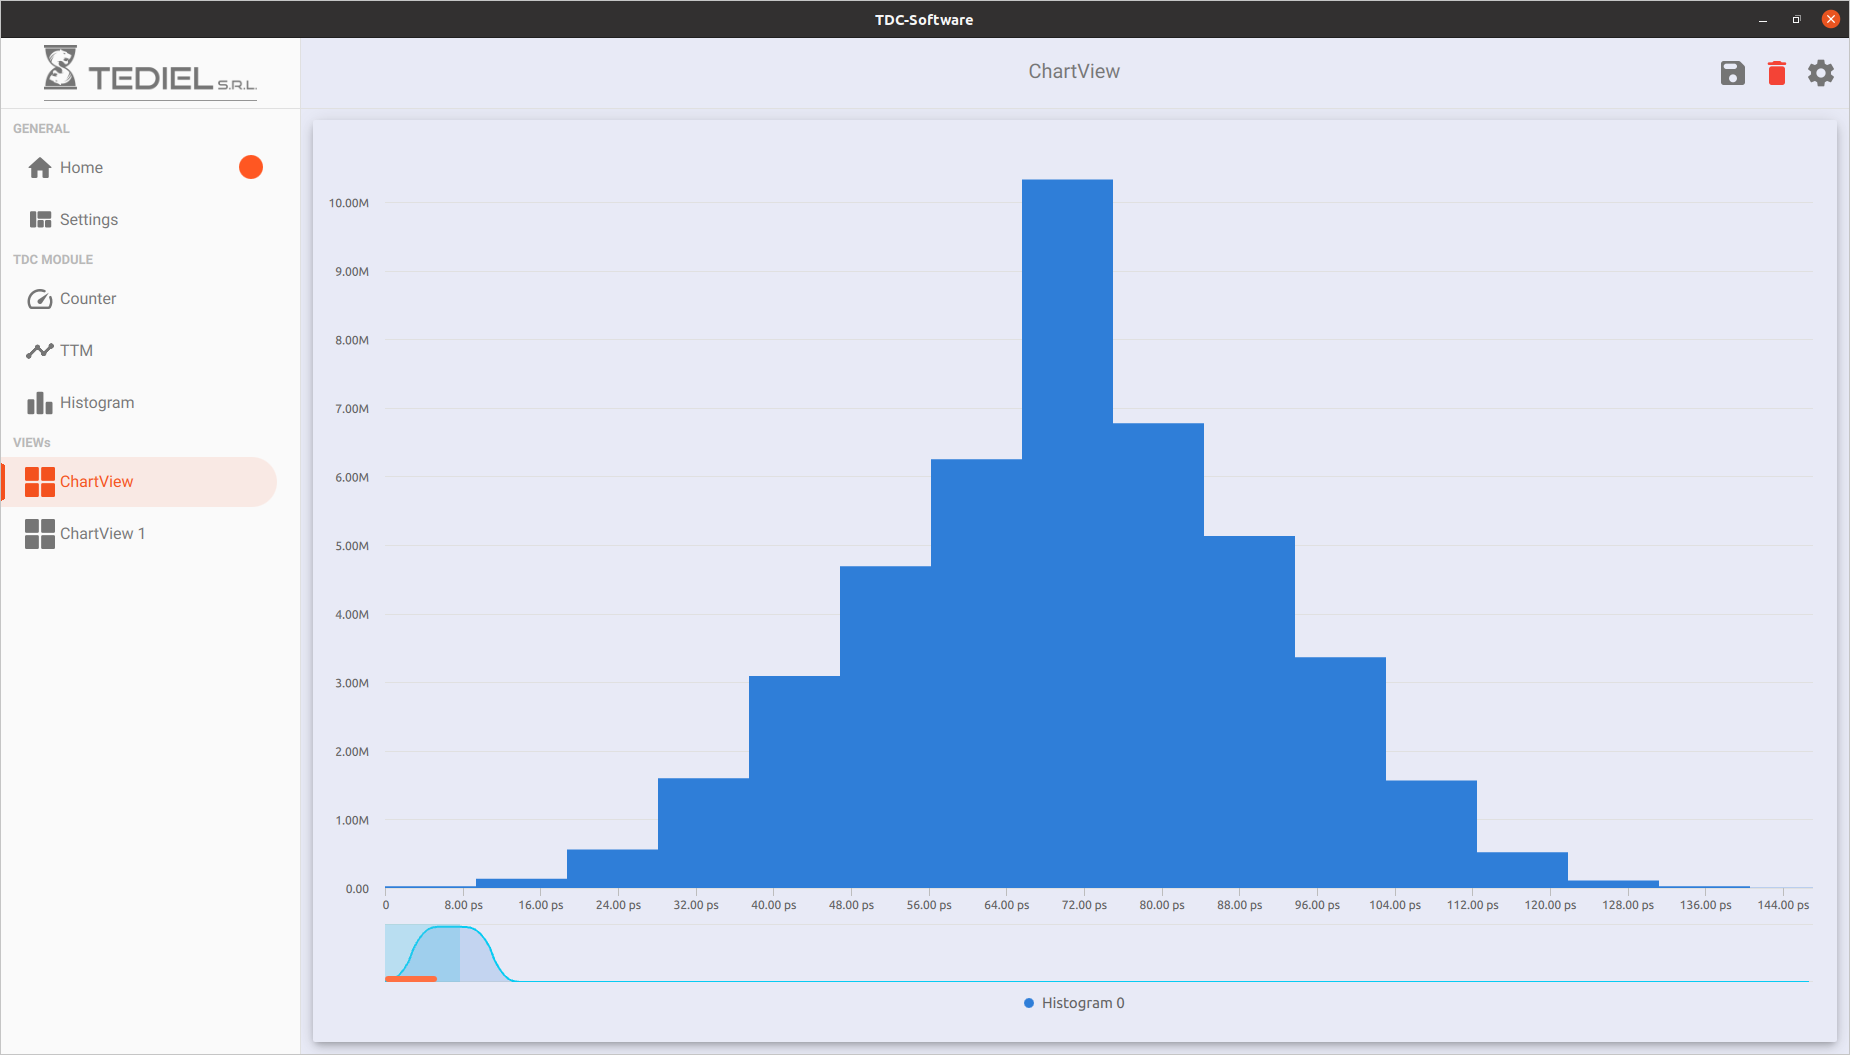 TDC-Software
TEDIEL S.R.L.
ChartView
GENERAL
Home
Settings
TDC MODULE
Counter
TTM
Histogram
VIEWs
ChartView
ChartView 1
10.00M
9.00M
8.00M
7.00M
6.00M
5.00M
4.00M
3.00M
2.00M
1.00M
0.00
0 8.00 ps 16.00 ps 24.00 ps 32.00 ps 40.00 ps 48.00 ps 56.00 ps 64.00 ps 72.00 ps 80.00 ps 88.00 ps 96.00 ps 104.00 ps 112.00 ps 120.00 ps 128.00 ps 136.00 ps 144.00 ps
Histogram 0